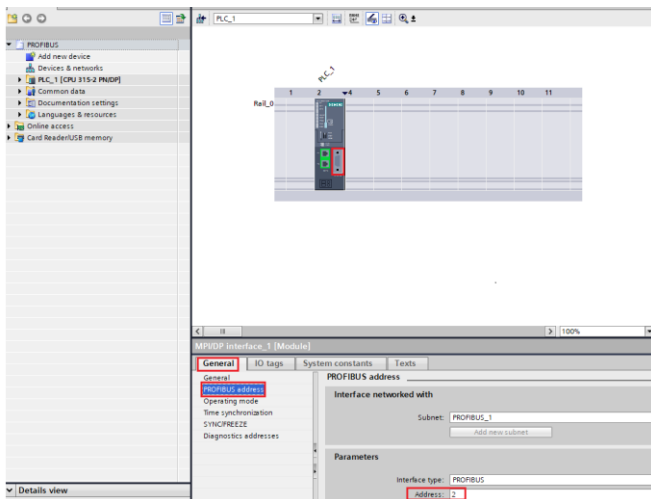 PLC_1
PROFIBUS
Add new device
Devices & networks
PLC_1 [CPU 315-2 PN/DP]
Common data
Documentation settings
Languages & resources
Online access
Card Reader/USB memory
PLC_1
1 2 4 5 6 7 8 9 10 11
Rail_0
100%
MPI/DP interface_1 [Module]
General IO tags System constants Texts
General
PROFIBUS address
Operating mode
Time synchronization
SYNC/FREEZE
Diagnostics addresses
PROFIBUS address
Interface networked with
Subnet: PROFIBUS_1
Add new subnet
Parameters
Interface type: PROFIBUS
Address: 2
Details view